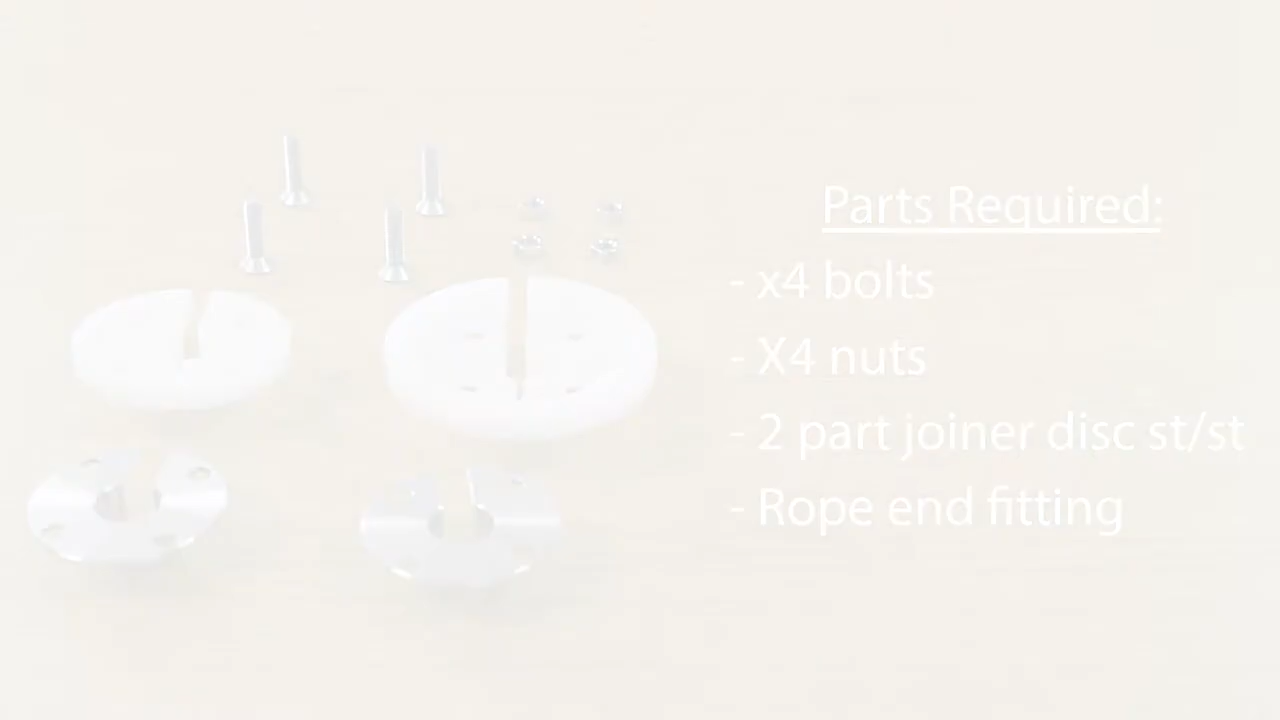 Parts Required:
- x4 bolts
- X4 nuts
- 2 part joiner disc st/st
- Rope end fitting